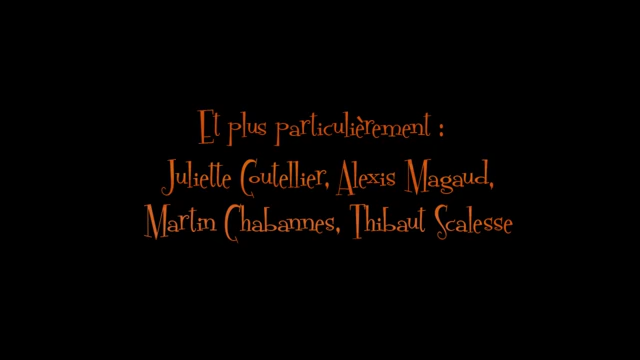 Et plus particulièrement :
Juliette Coutellier, Alexis Magaud,
Martin Chabannes, Thibaut Scalesse